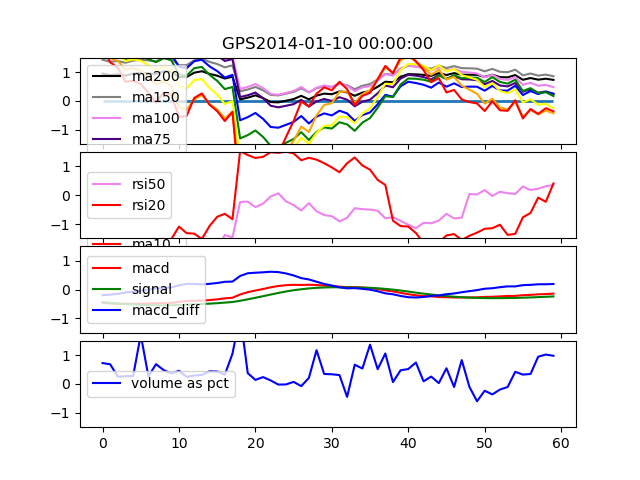 GPS2014-01-10 00:00:00
1
0
−1
ma200
ma150
ma100
ma75
1
0
−1
rsi50
rsi20
ma10
1
0
−1
macd
signal
macd_diff
1
0
−1
volume as pct
0 10 20 30 40 50 60